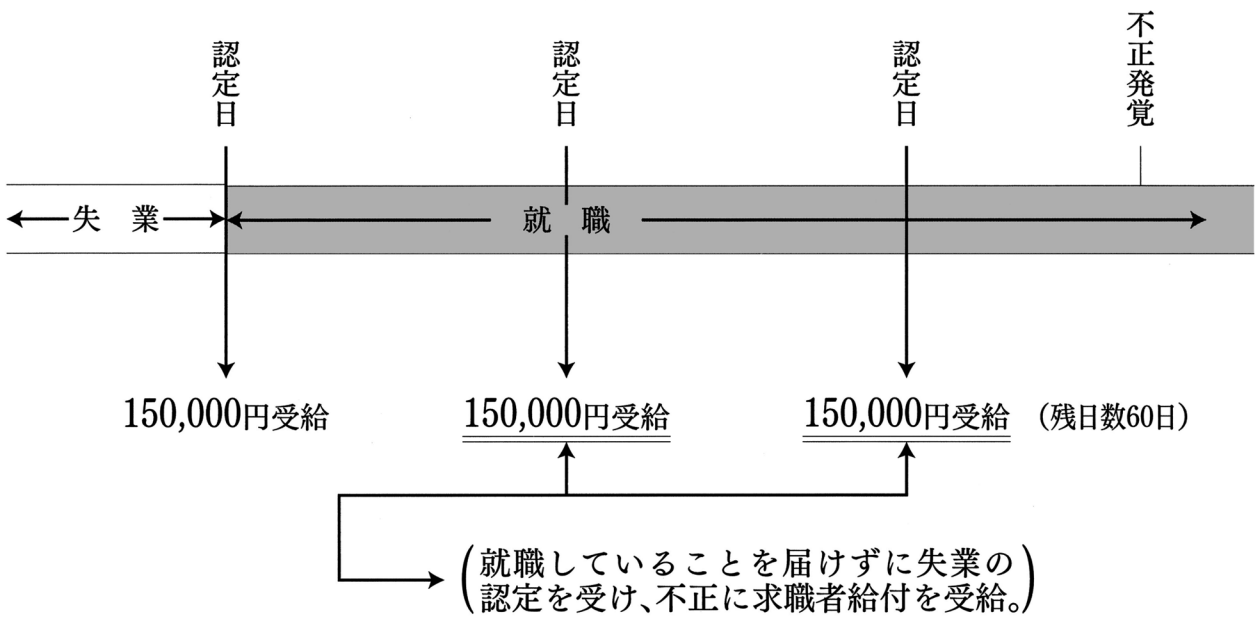 認定日
認定日
認定日
不正発覚
失業
就職
150,000円受給
150,000円受給
150,000円受給
(残日数60日)
(就職していることを届けずに失業の
認定を受け、不正に求職者給付を受給。)